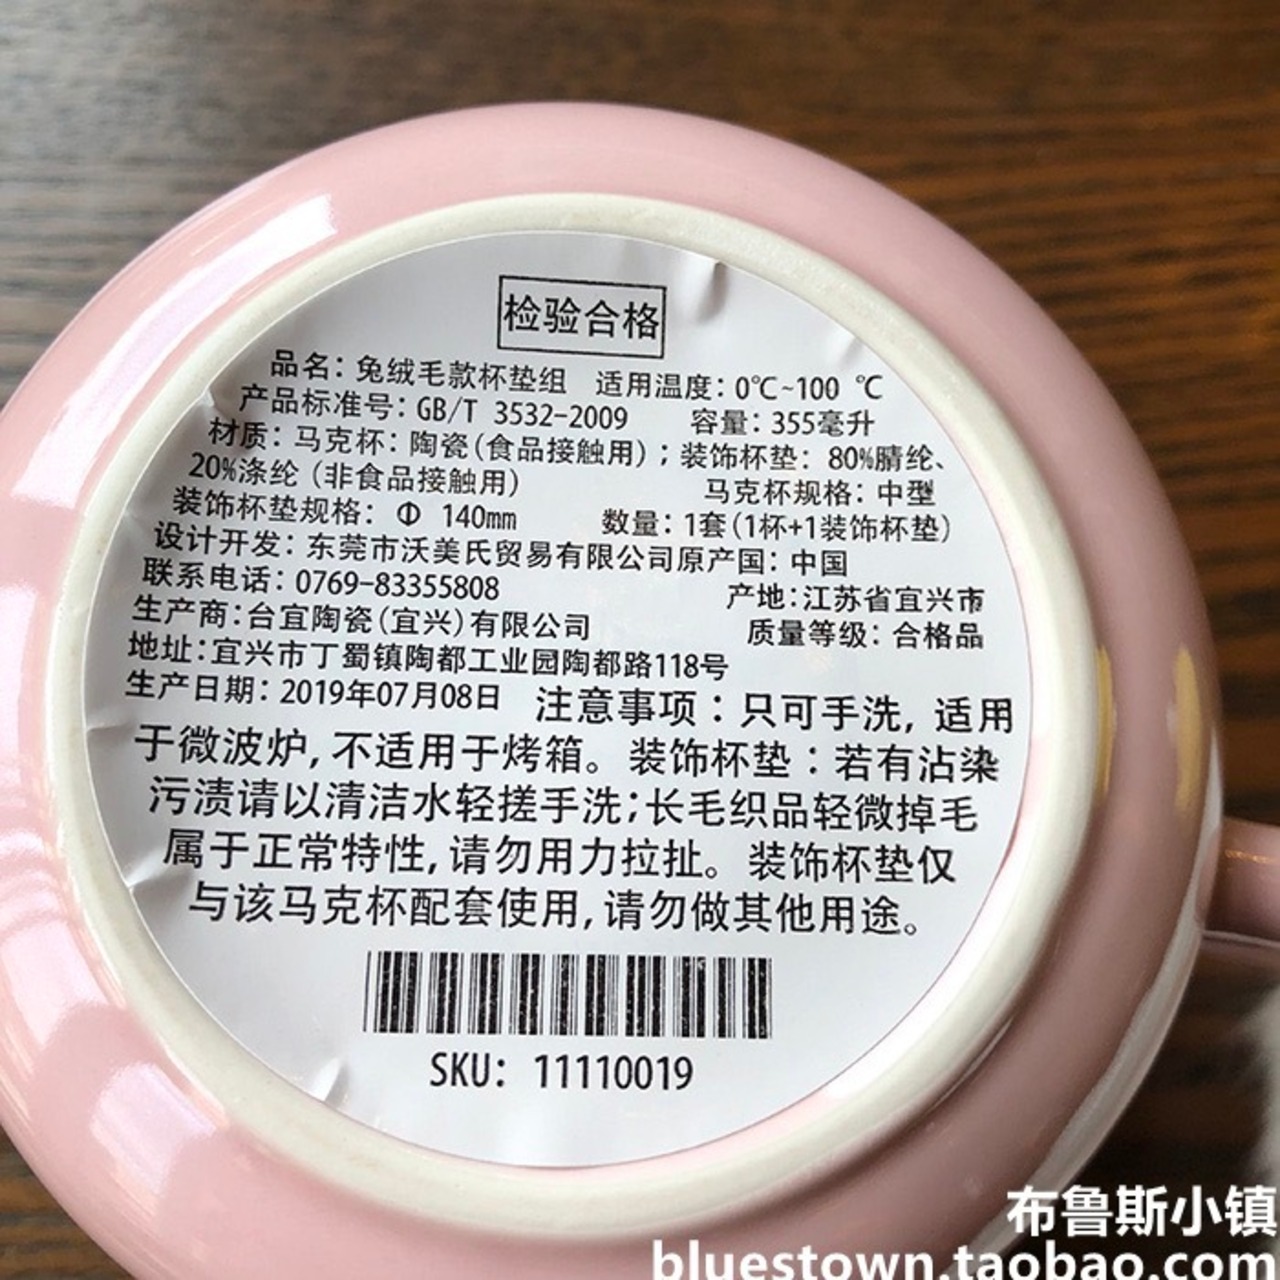 检验合格
品名：兔绒毛款杯垫组 适用温度：0℃~100 ℃
产品标准号：GB/T 3532-2009 容量：355毫升
材质：马克杯：陶瓷(食品接触用)；装饰杯垫：80%腈纶、
20%涤纶 (非食品接触用) 马克杯规格：中型
装饰杯垫规格：Φ 140mm 数量：1套(1杯+1装饰杯垫)
设计开发：东莞市沃美氏贸易有限公司原产国：中国
联系电话：0769-83355808 产地：江苏省宜兴市
生产商：台宜陶瓷(宜兴)有限公司 质量等级：合格品
地址：宜兴市丁蜀镇陶都工业园陶都路118号
生产日期：2019年07月08日 注意事项：只可手洗，适用
于微波炉，不适用于烤箱。装饰杯垫：若有沾染
污渍请以清洁水轻搓手洗；长毛织品轻微掉毛
属于正常特性，请勿用力拉扯。装饰杯垫仅
与该马克杯配套使用，请勿做其他用途。
SKU：11110019
布鲁斯小镇
bluestown.taobao.com